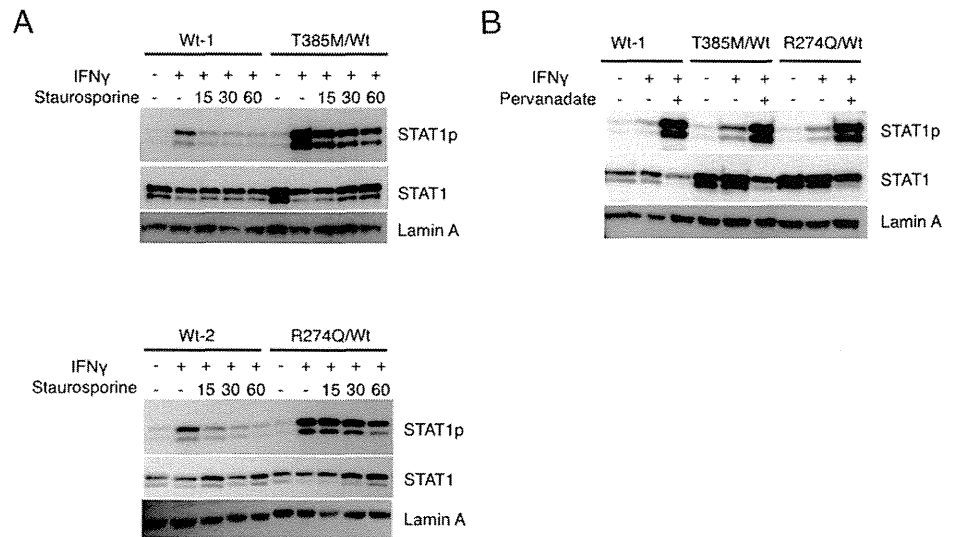 A
Wt-1 T385M/Wt
IFNγ - + + + + - + + + +
Staurosporine - - 15 30 60 - - 15 30 60
STAT1p
STAT1
Lamin A
Wt-2 R274Q/Wt
IFNγ - + + + + - + + + +
Staurosporine - - 15 30 60 - - 15 30 60
STAT1p
STAT1
Lamin A
B
Wt-1 T385M/Wt R274Q/Wt
IFNγ - + + - + + - + +
Pervanadate - - + - - + - - +
STAT1p
STAT1
Lamin A